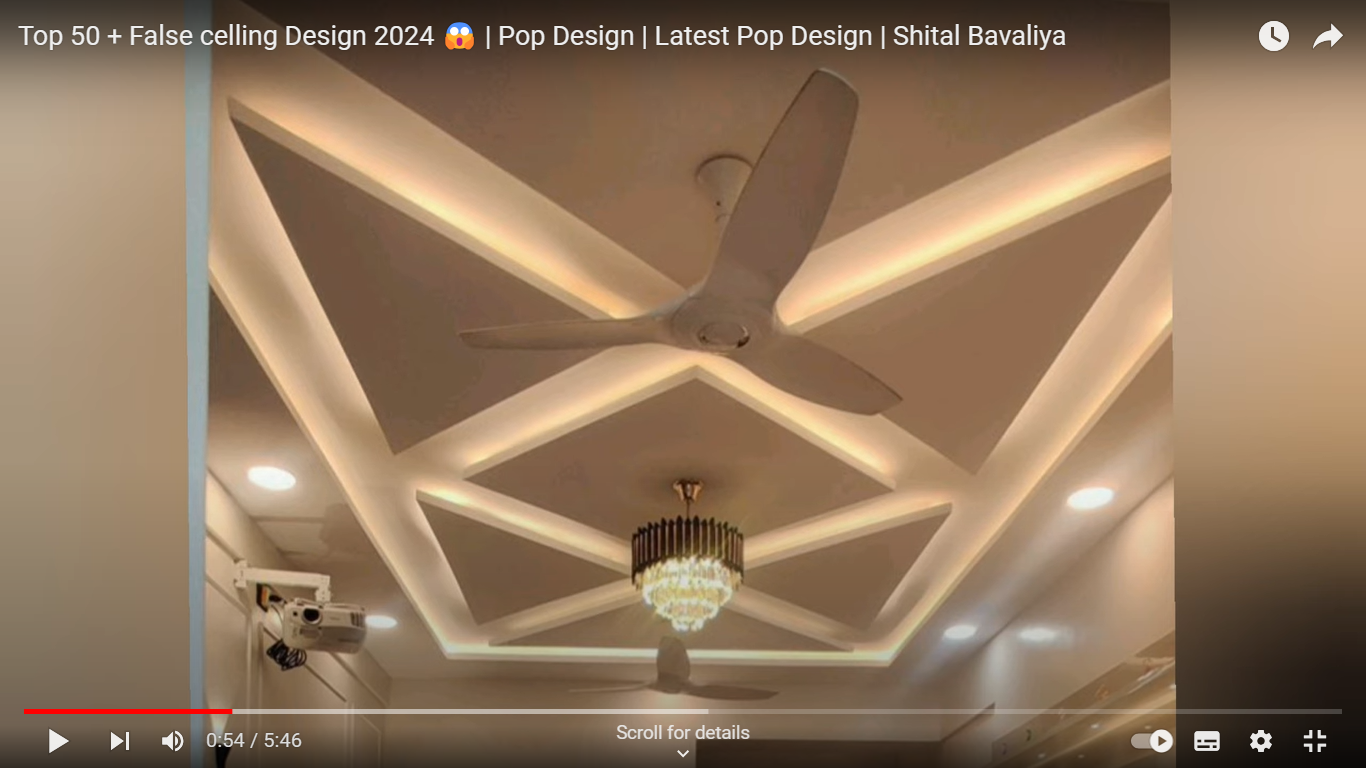 Top 50 + False celling Design 2024 😱 | Pop Design | Latest Pop Design | Shital Bavaliya
0:54 / 5:46
Scroll for details